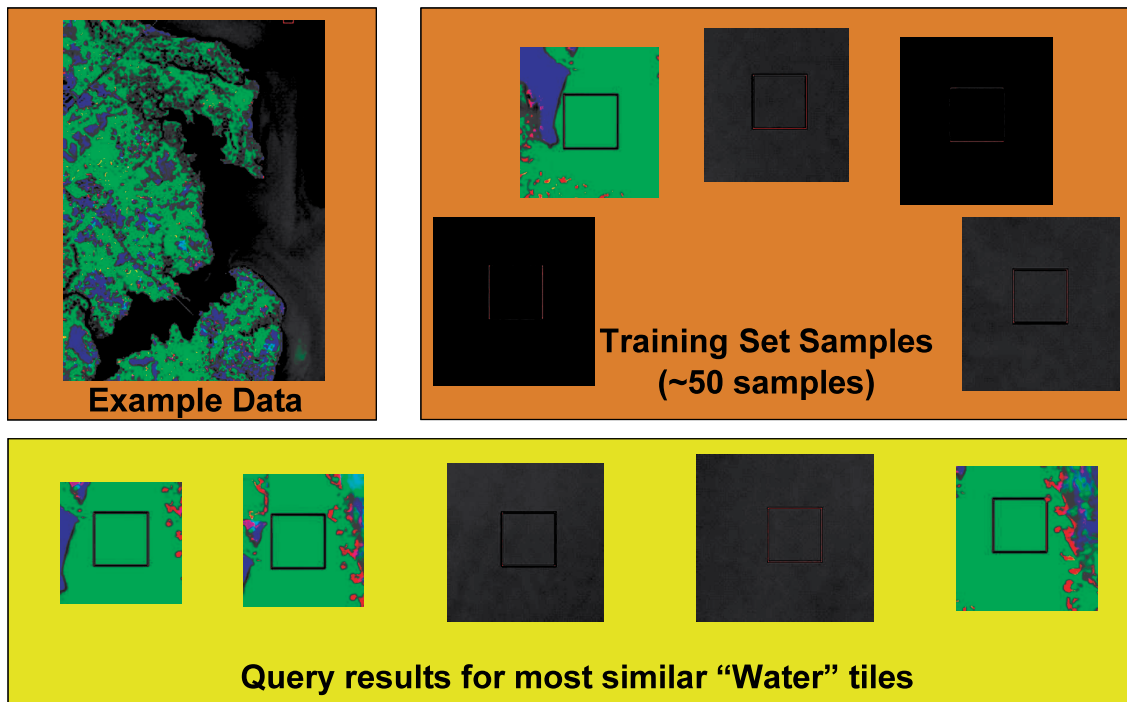 Example Data
Training Set Samples
(~50 samples)
Query results for most similar “Water” tiles